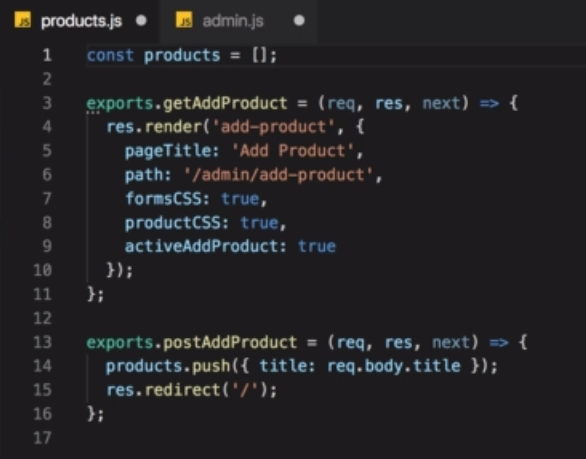 JS products.js JS admin.js
1 const products = [];
2
3 exports.getAddProduct = (req, res, next) => {
4 res.render('add-product', {
5 pageTitle: 'Add Product',
6 path: '/admin/add-product',
7 formsCSS: true,
8 productCSS: true,
9 activeAddProduct: true
10 });
11 };
12
13 exports.postAddProduct = (req, res, next) => {
14 products.push({ title: req.body.title });
15 res.redirect('/');
16 };
17